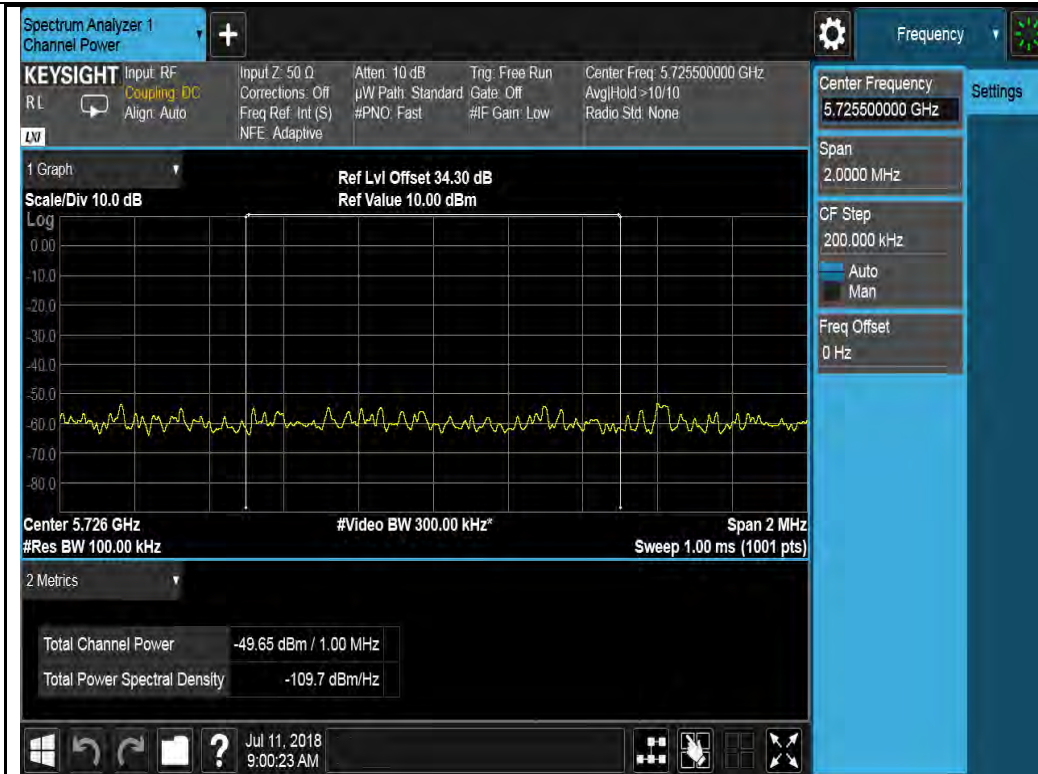 Spectrum Analyzer 1
Channel Power
+
Frequency
KEYSIGHT
R L
LXI
Input: RF
Coupling: DC
Align: Auto
Input Z: 50 Ω
Corrections: Off
Freq Ref: Int (S)
NFE: Adaptive
Atten: 10 dB
µW Path: Standard
#PNO: Fast
Trig: Free Run
Gate: Off
#IF Gain: Low
Center Freq: 5.725500000 GHz
Avg|Hold >10/10
Radio Std: None
Center Frequency
5.725500000 GHz
Settings
Span
2.0000 MHz
CF Step
200.000 kHz
Auto
Man
Freq Offset
0 Hz
1 Graph
Scale/Div 10.0 dB
Ref Lvl Offset 34.30 dB
Ref Value 10.00 dBm
Log
0.00
-10.0
-20.0
-30.0
-40.0
-50.0
-60.0
-70.0
-80.0
Center 5.726 GHz
#Res BW 100.00 kHz
#Video BW 300.00 kHz*
Span 2 MHz
Sweep 1.00 ms (1001 pts)
2 Metrics
Total Channel Power -49.65 dBm / 1.00 MHz
Total Power Spectral Density -109.7 dBm/Hz
?
Jul 11, 2018
9:00:23 AM